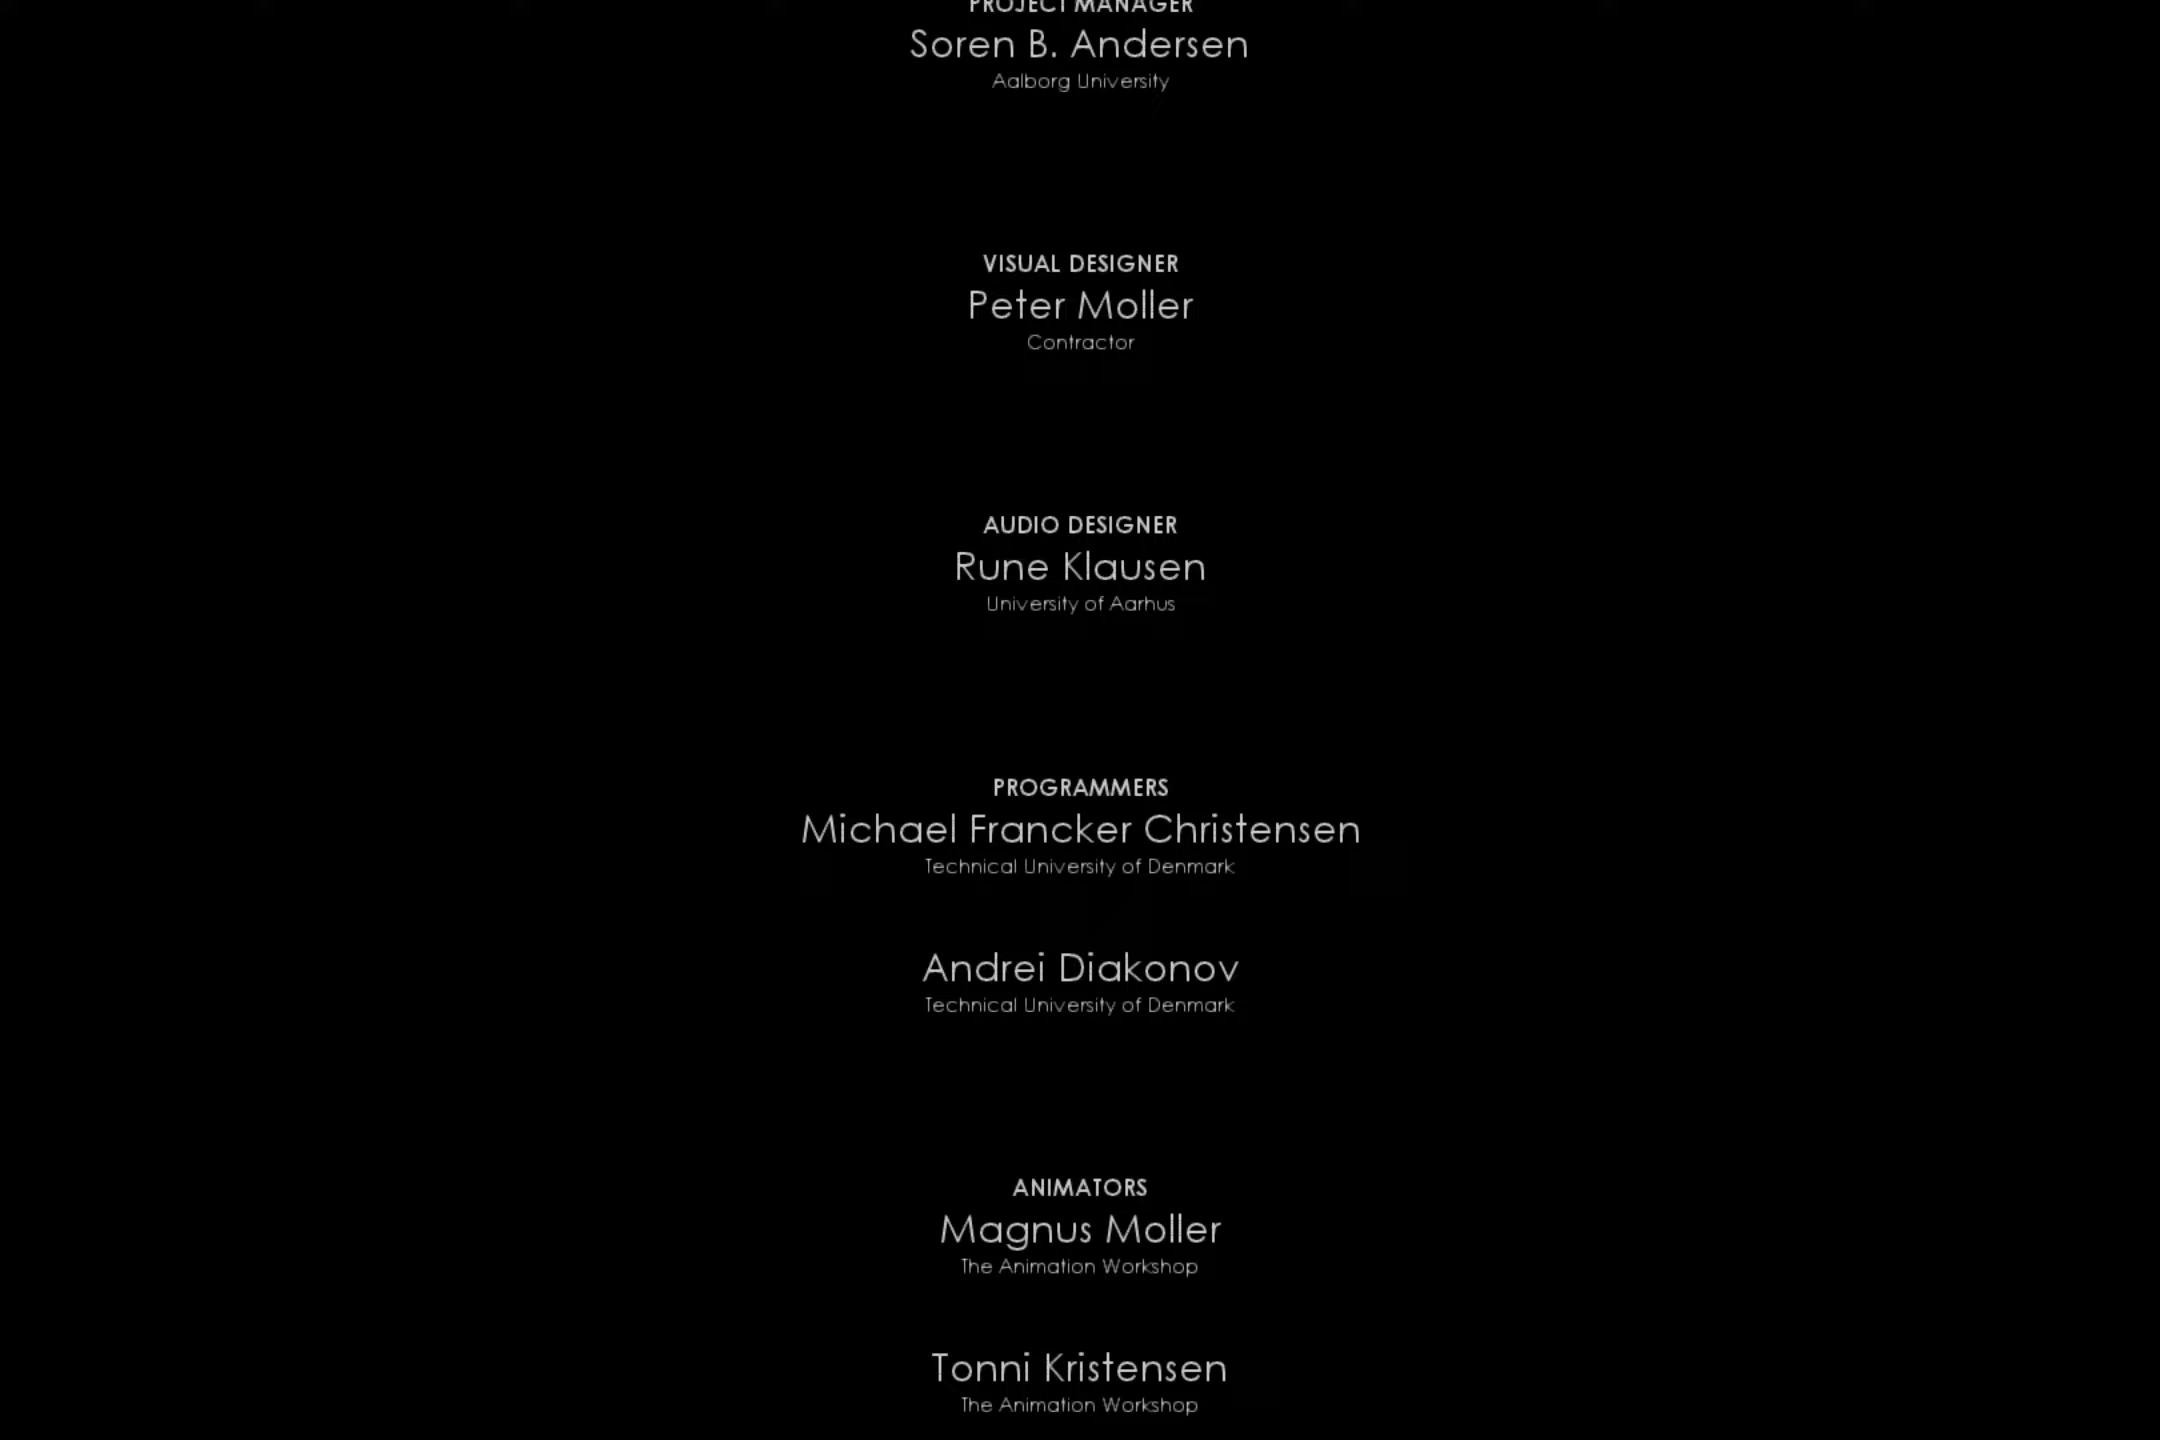 PROJECT MANAGER
Soren B. Andersen
Aalborg University
VISUAL DESIGNER
Peter Moller
Contractor
AUDIO DESIGNER
Rune Klausen
University of Aarhus
PROGRAMMERS
Michael Francker Christensen
Technical University of Denmark
Andrei Diakonov
Technical University of Denmark
ANIMATORS
Magnus Moller
The Animation Workshop
Tonni Kristensen
The Animation Workshop